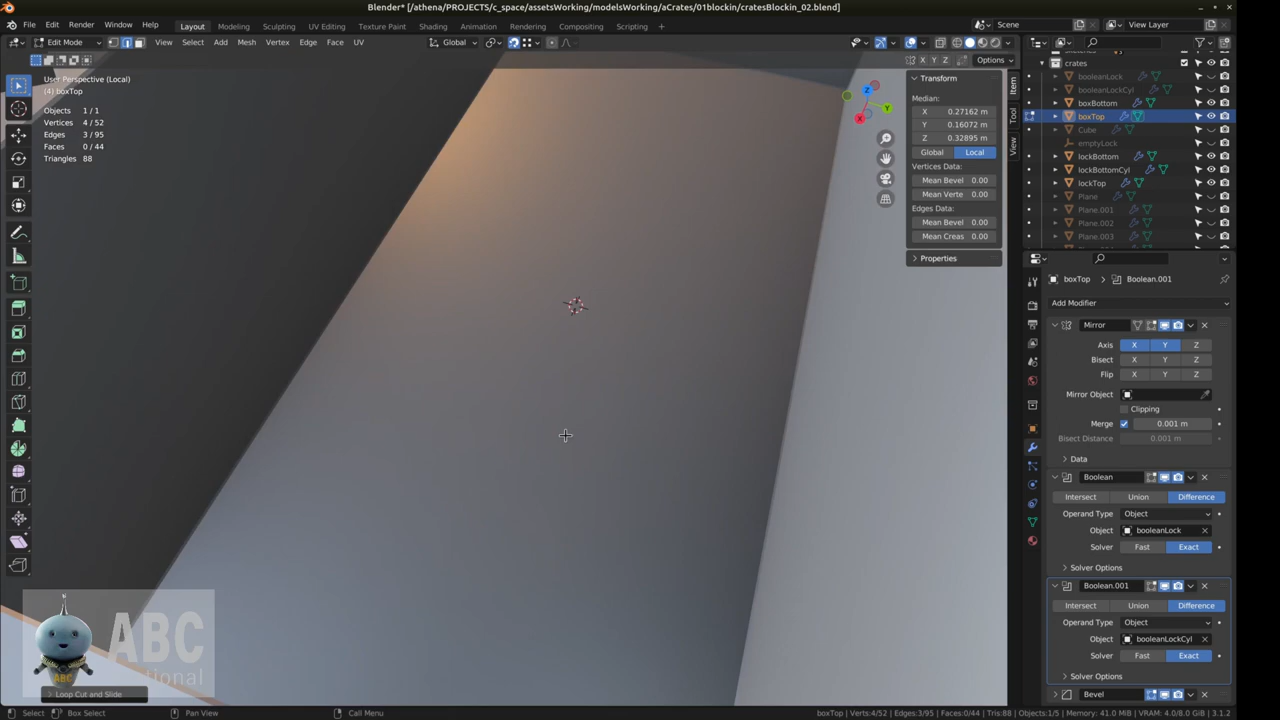 Blender* [/athena/PROJECTS/c_space/assetsWorking/modelsWorking/aCrates/01blockin/cratesBlockin_02.blend]
File Edit Render Window Help Layout Modeling Sculpting UV Editing Texture Paint Shading Animation Rendering Compositing Scripting Scene View Layer
Edit Mode View Select Add Mesh Vertex Edge Face UV Global
X Y Z Options
User Perspective (Local)
(4) boxTop
Objects 1 / 1
Vertices 4 / 52
Edges 3 / 95
Faces 0 / 44
Triangles 88
Z
Y
X
Transform
Median:
X 0.27162 m
Y 0.16072 m
Z 0.32895 m
Global Local
Vertices Data:
Mean Bevel 0.00
Mean Verte 0.00
Edges Data:
Mean Bevel 0.00
Mean Creas 0.00
Properties
Item
Tool
View
crates
booleanLock
booleanLockCyl
boxBottom
boxTop
Cube
emptyLock
lockBottom
lockBottomCyl
lockTop
Plane
Plane.001
Plane.002
Plane.003
boxTop > Boolean.001
Add Modifier
Mirror
Axis X Y Z
Bisect X Y Z
Flip X Y Z
Mirror Object
Clipping
Merge 0.001 m
Bisect Distance 0.001 m
Data
Boolean
Intersect Union Difference
Operand Type Object
Object booleanLock
Solver Fast Exact
Solver Options
Boolean.001
Intersect Union Difference
Operand Type Object
Object booleanLockCyl
Solver Fast Exact
Solver Options
Bevel
ABC
ABC
Loop Cut and Slide
Select Box Select Pan View Call Menu boxTop | Verts:4/52 | Edges:3/95 | Faces:0/44 | Tris:88 | Objects:1/5 | Memory: 41.0 MiB | VRAM: 4.0/8.0 GiB | 3.1.2